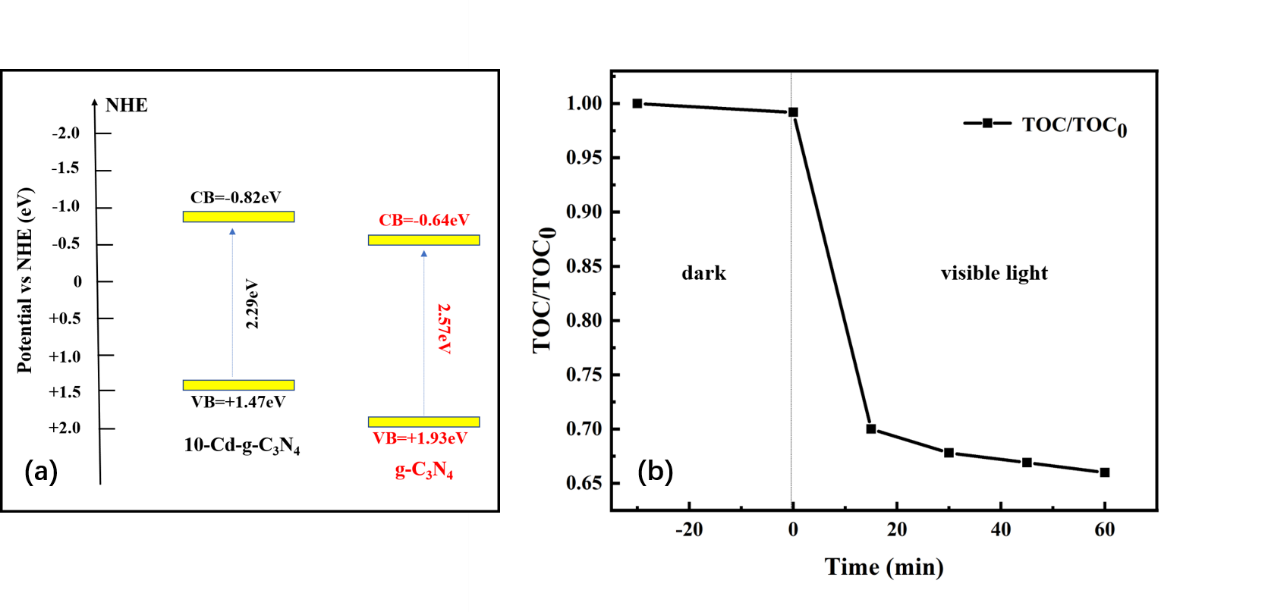 NHE
-2.0
-1.5
-1.0
-0.5
0
+0.5
+1.0
+1.5
+2.0
Potential vs NHE (eV)
CB=-0.82eV
2.29eV
VB=+1.47eV
10-Cd-g-C₃N₄
CB=-0.64eV
2.57eV
VB=+1.93eV
g-C₃N₄
(a)
1.00
0.95
0.90
0.85
0.80
0.75
0.70
0.65
TOC/TOC₀
TOC/TOC₀
dark
visible light
(b)
-20
0
20
40
60
Time (min)